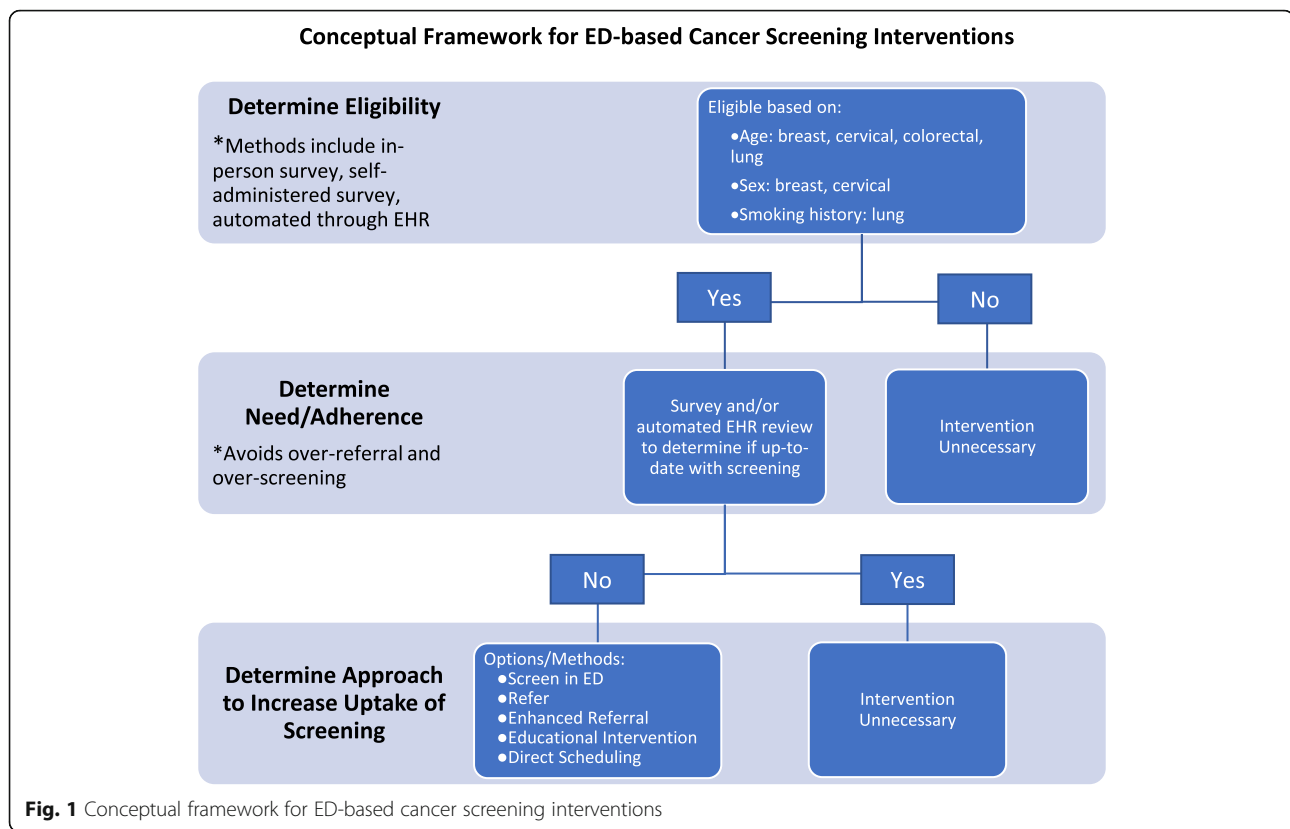 Conceptual Framework for ED-based Cancer Screening Interventions
Determine Eligibility
*Methods include in-
person survey, self-
administered survey,
automated through EHR
Eligible based on:
●Age: breast, cervical, colorectal,
lung
●Sex: breast, cervical
●Smoking history: lung
Yes
No
Determine
Need/Adherence
*Avoids over-referral and
over-screening
Survey and/or
automated EHR review
to determine if up-to-
date with screening
Intervention
Unnecessary
No
Yes
Determine Approach
to Increase Uptake of
Screening
Options/Methods:
●Screen in ED
●Refer
●Enhanced Referral
●Educational Intervention
●Direct Scheduling
Intervention
Unnecessary
Fig. 1 Conceptual framework for ED-based cancer screening interventions